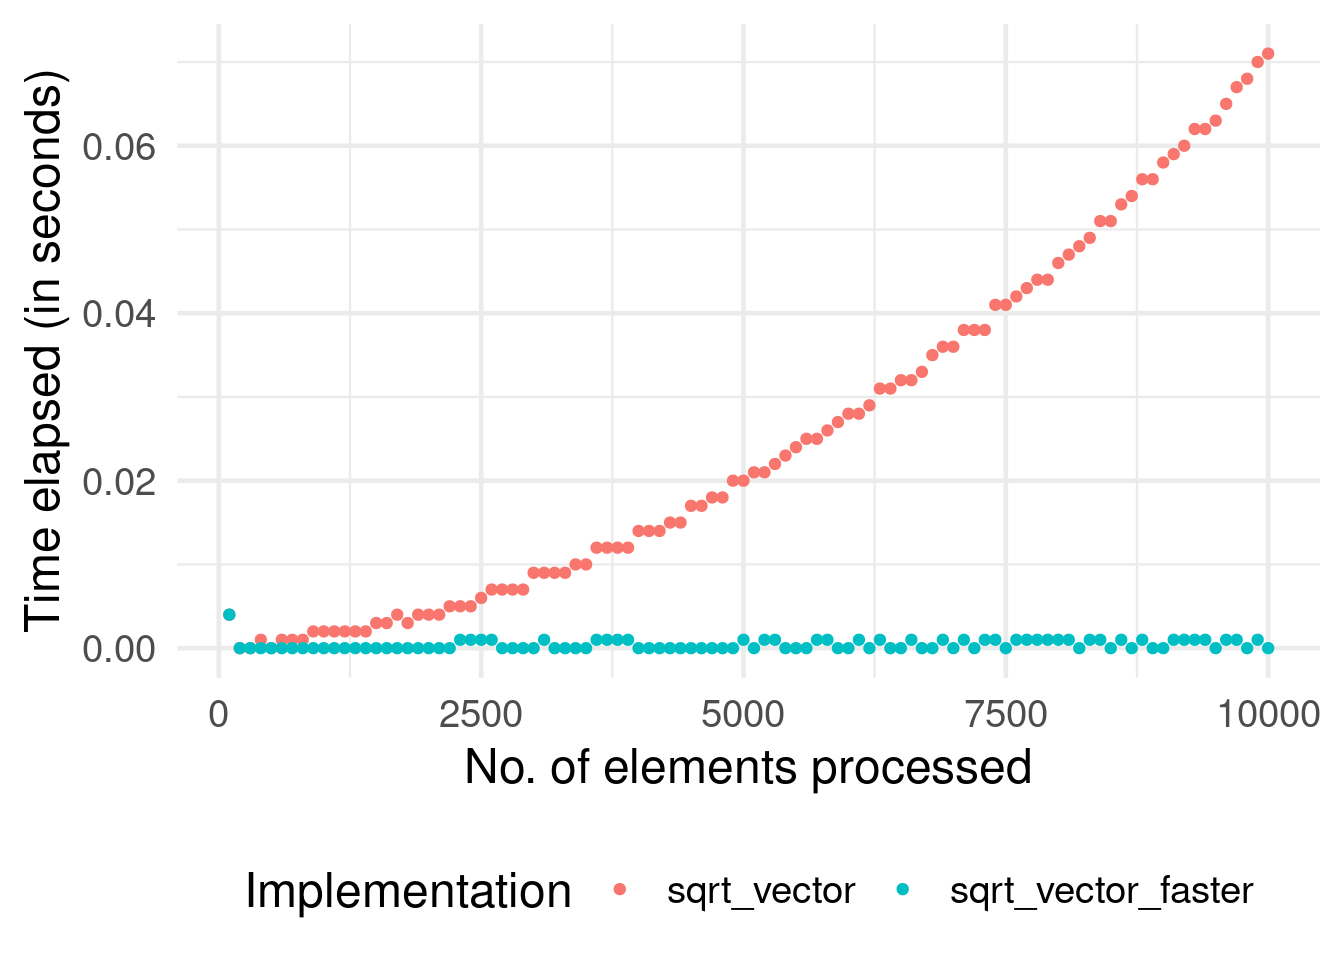 Time elapsed (in seconds)
0.06
0.04
0.02
0.00
0 2500 5000 7500 10000
No. of elements processed
Implementation sqrt_vector sqrt_vector_faster